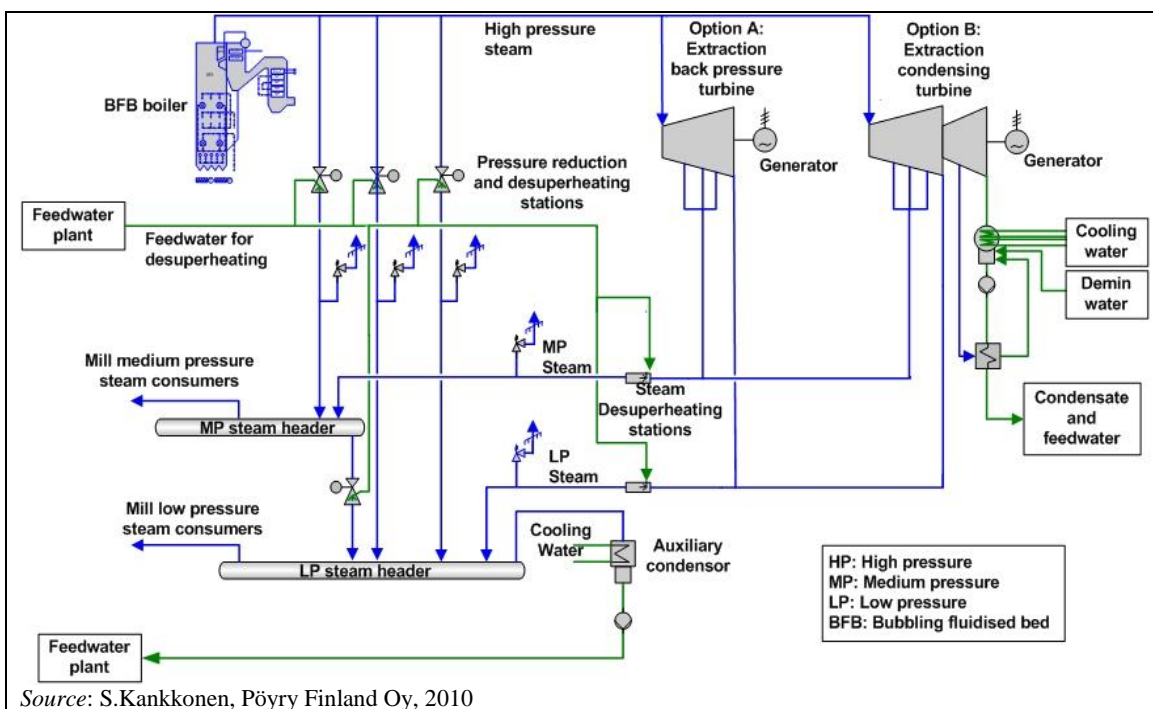 High pressure
steam
Option A:
Extraction
back pressure
turbine
Option B:
Extraction
condensing
turbine
BFB boiler
Generator
Generator
Pressure reduction
and desuperheating
stations
Feedwater
plant
Feedwater for
desuperheating
Cooling
water
Demin
water
MP
Steam
Mill medium pressure
steam consumers
Steam
Desuperheating
stations
MP steam header
Condensate
and
feedwater
LP
Steam
Mill low pressure
steam consumers
Cooling
Water
Auxiliary
condensor
LP steam header
HP: High pressure
MP: Medium pressure
LP: Low pressure
BFB: Bubbling fluidised bed
Feedwater
plant
Source: S.Kankkonen, Pöyry Finland Oy, 2010